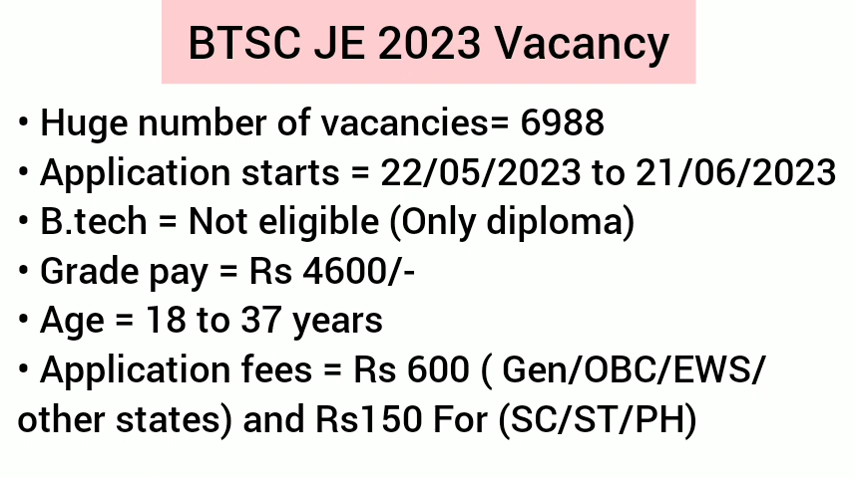 BTSC JE 2023 Vacancy
• Huge number of vacancies= 6988
• Application starts = 22/05/2023 to 21/06/2023
• B.tech = Not eligible (Only diploma)
• Grade pay = Rs 4600/-
• Age = 18 to 37 years
• Application fees = Rs 600 ( Gen/OBC/EWS/
other states) and Rs150 For (SC/ST/PH)